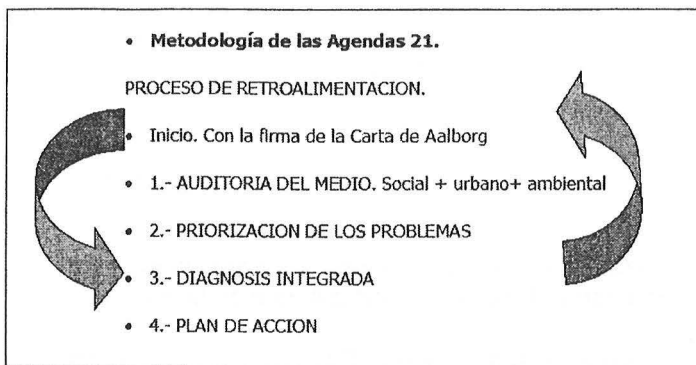 • Metodología de las Agendas 21.
PROCESO DE RETROALIMENTACION.
• Inicio. Con la firma de la Carta de Aalborg
• 1.- AUDITORIA DEL MEDIO. Social + urbano+ ambiental
• 2.- PRIORIZACION DE LOS PROBLEMAS
• 3.- DIAGNOSIS INTEGRADA
• 4.- PLAN DE ACCION